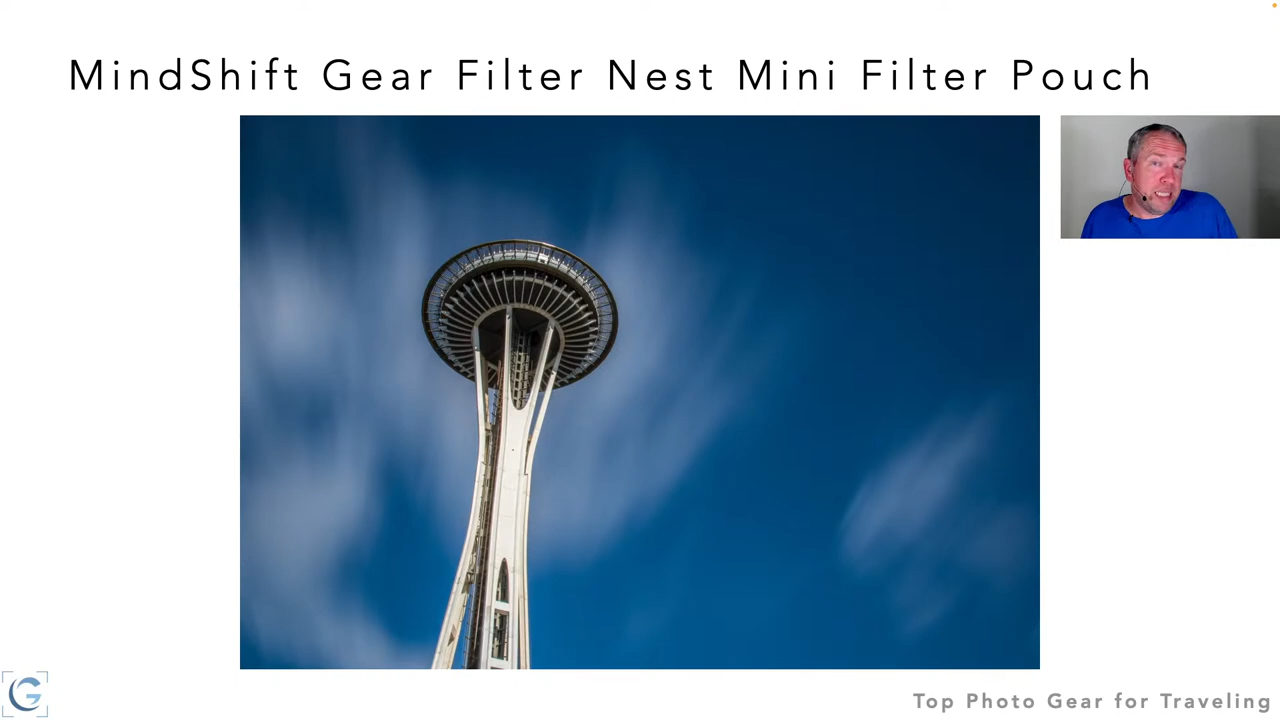 MindShift Gear Filter Nest Mini Filter Pouch
G
Top Photo Gear for Traveling